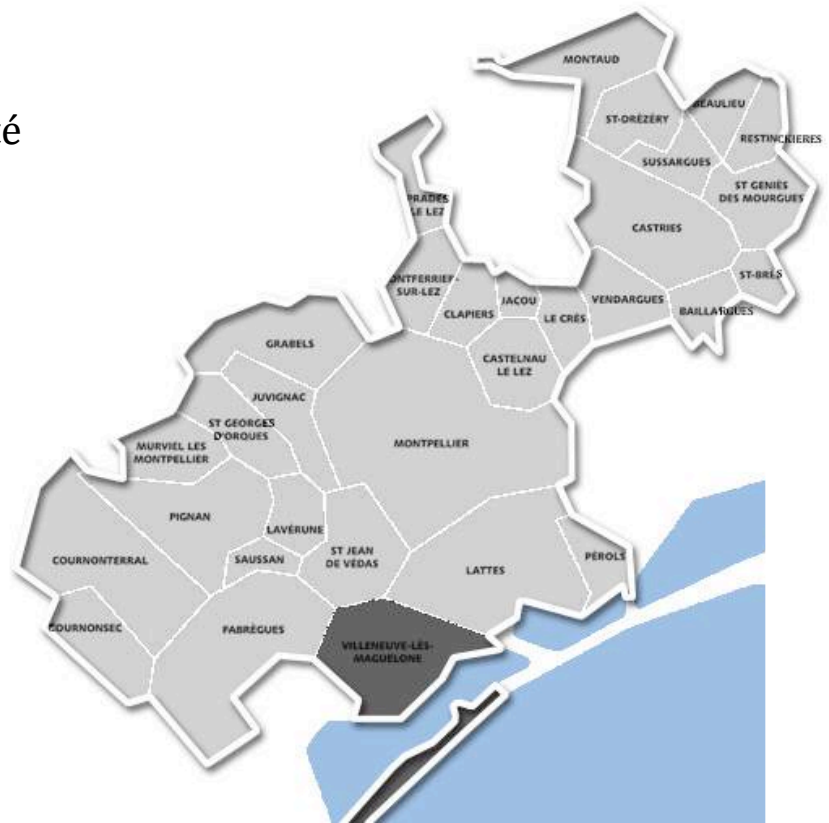 té
MONTAUD
BEAULIEU
ST-DRÉZÉRY
RESTINCKIERES
SUSSARGUES
ST GENIÈS
DES MOURGUES
PRADES
LE LEZ
CASTRIES
ST-BRÈS
ONTFERRIER-
SUR-LEZ
JACOU
VENDARGUES
CLAPIERS
LE CRÈS
BAILLARGUES
GRABELS
CASTELNAU
LE LEZ
JUVIGNAC
ST GEORGES
D'ORQUES
MONTPELLIER
MURVIEL LES
MONTPELLIER
PIGNAN
LAVÉRUNE
ST JEAN
DE VÉDAS
PÉROLS
COURNONTERRAL
SAUSSAN
LATTES
COURNONSEC
FABRÈGUES
VILLENEUVE-LÈS-
MAGUELONE